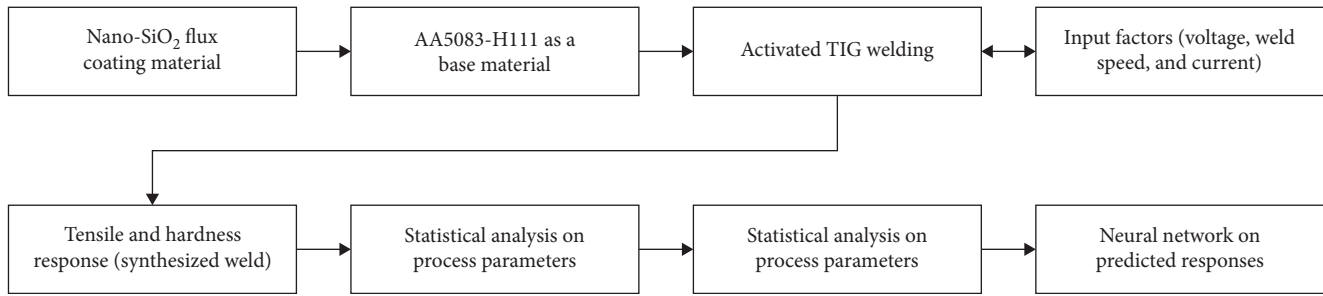 Nano-SiO₂ flux
coating material
AA5083-H111 as a
base material
Activated TIG welding
Input factors (voltage, weld
speed, and current)
Tensile and hardness
response (synthesized weld)
Statistical analysis on
process parameters
Statistical analysis on
process parameters
Neural network on
predicted responses